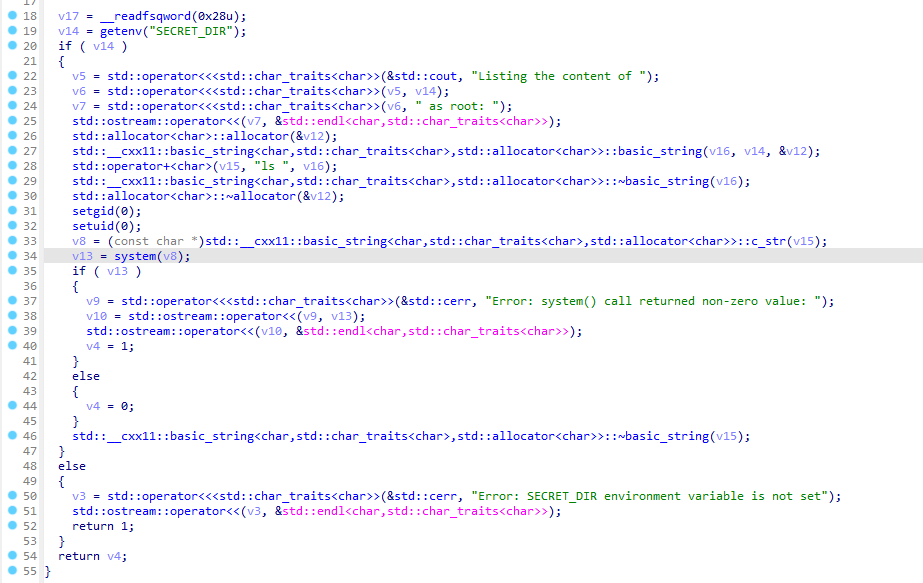 17
18 v17 = __readfsqword(0x28u);
19 v14 = getenv("SECRET_DIR");
20 if ( v14 )
21 {
22 v5 = std::operator<<<std::char_traits<char>>(&std::cout, "Listing the content of ");
23 v6 = std::operator<<<std::char_traits<char>>(v5, v14);
24 v7 = std::operator<<<std::char_traits<char>>(v6, " as root: ");
25 std::ostream::operator<<(v7, &std::endl<char,std::char_traits<char>>);
26 std::allocator<char>::allocator(&v12);
27 std::__cxx11::basic_string<char,std::char_traits<char>,std::allocator<char>>::basic_string(v16, v14, &v12);
28 std::operator+<char>(v15, "ls ", v16);
29 std::__cxx11::basic_string<char,std::char_traits<char>,std::allocator<char>>::~basic_string(v16);
30 std::allocator<char>::~allocator(&v12);
31 setgid(0);
32 setuid(0);
33 v8 = (const char *)std::__cxx11::basic_string<char,std::char_traits<char>,std::allocator<char>>::c_str(v15);
34 v13 = system(v8);
35 if ( v13 )
36 {
37 v9 = std::operator<<<std::char_traits<char>>(&std::cerr, "Error: system() call returned non-zero value: ");
38 v10 = std::ostream::operator<<(v9, v13);
39 std::ostream::operator<<(v10, &std::endl<char,std::char_traits<char>>);
40 v4 = 1;
41 }
42 else
43 {
44 v4 = 0;
45 }
46 std::__cxx11::basic_string<char,std::char_traits<char>,std::allocator<char>>::~basic_string(v15);
47 }
48 else
49 {
50 v3 = std::operator<<<std::char_traits<char>>(&std::cerr, "Error: SECRET_DIR environment variable is not set");
51 std::ostream::operator<<(v3, &std::endl<char,std::char_traits<char>>);
52 return 1;
53 }
54 return v4;
55 }